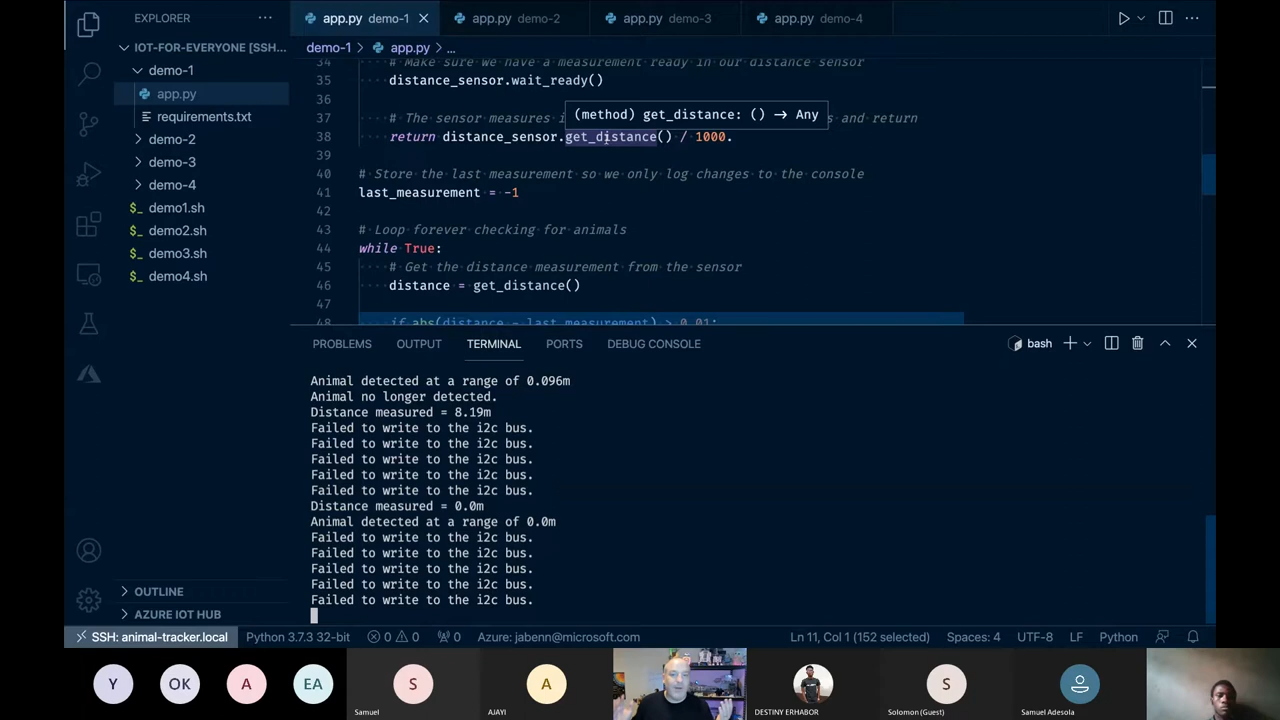 EXPLORER
app.py demo-1
app.py demo-2
app.py demo-3
app.py demo-4
IOT-FOR-EVERYONE [SSH...
demo-1
app.py
requirements.txt
demo-2
demo-3
demo-4
demo1.sh
demo2.sh
demo3.sh
demo4.sh
OUTLINE
AZURE IOT HUB
demo-1 > app.py > ...
34 # Make sure we have a measurement ready in our distance sensor
35 distance_sensor.wait_ready()
36
(method) get_distance: () → Any
37 # The sensor measures i s and return
38 return distance_sensor.get_distance() / 1000.
39
40 # Store the last measurement so we only log changes to the console
41 last_measurement = -1
42
43 # Loop forever checking for animals
44 while True:
45 # Get the distance measurement from the sensor
46 distance = get_distance()
47
48 if abs(distance - last_measurement) > 0.01:
PROBLEMS OUTPUT TERMINAL PORTS DEBUG CONSOLE
bash
Animal detected at a range of 0.096m
Animal no longer detected.
Distance measured = 8.19m
Failed to write to the i2c bus.
Failed to write to the i2c bus.
Failed to write to the i2c bus.
Failed to write to the i2c bus.
Failed to write to the i2c bus.
Distance measured = 0.0m
Animal detected at a range of 0.0m
Failed to write to the i2c bus.
Failed to write to the i2c bus.
Failed to write to the i2c bus.
Failed to write to the i2c bus.
Failed to write to the i2c bus.
SSH: animal-tracker.local Python 3.7.3 32-bit 0 0 0 Azure: jabenn@microsoft.com Ln 11, Col 1 (152 selected) Spaces: 4 UTF-8 LF Python
Y
OK
A
EA
S
Samuel
A
AJAYI
DESTINY ERHABOR
S
Solomon (Guest)
Samuel Adesola